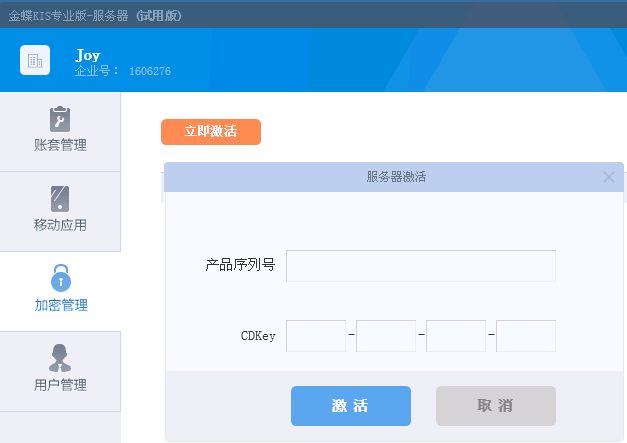 金蝶KIS专业版-服务器 (试用版)
Joy
企业号： 1606276
账套管理
移动应用
加密管理
用户管理
立即激活
服务器激活
产品序列号
CDKey - - -
激 活
取 消